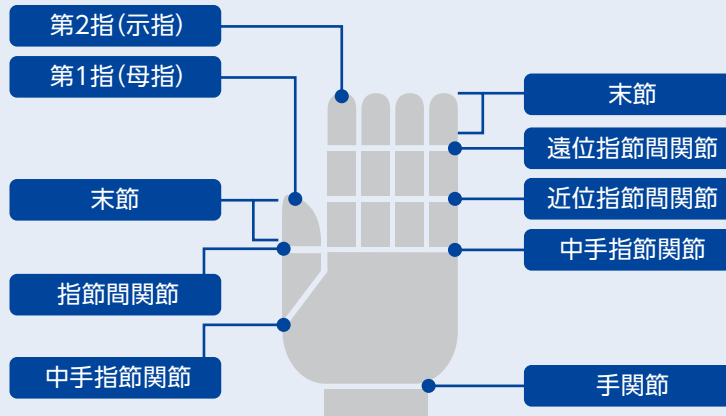 第2指(示指)
第1指(母指)
末節
指節間関節
中手指節関節
末節
遠位指節間関節
近位指節間関節
中手指節関節
手関節